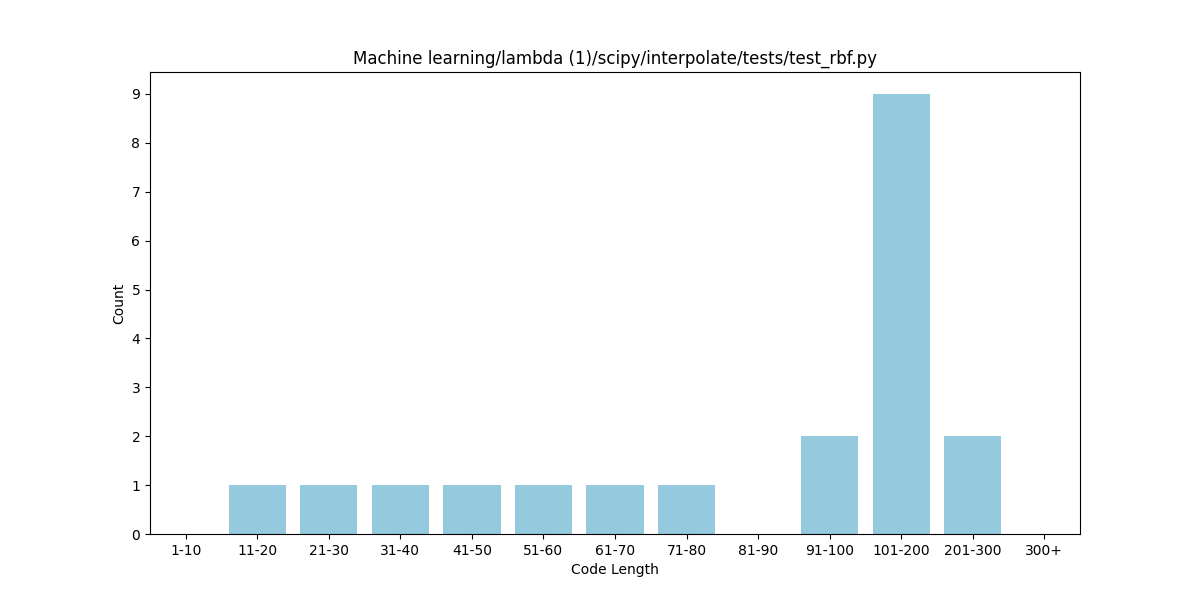 Machine learning/lambda (1)/scipy/interpolate/tests/test_rbf.py
9
8
7
6
5
4
3
2
1
0
Count
1-10 11-20 21-30 31-40 41-50 51-60 61-70 71-80 81-90 91-100 101-200 201-300 300+
Code Length